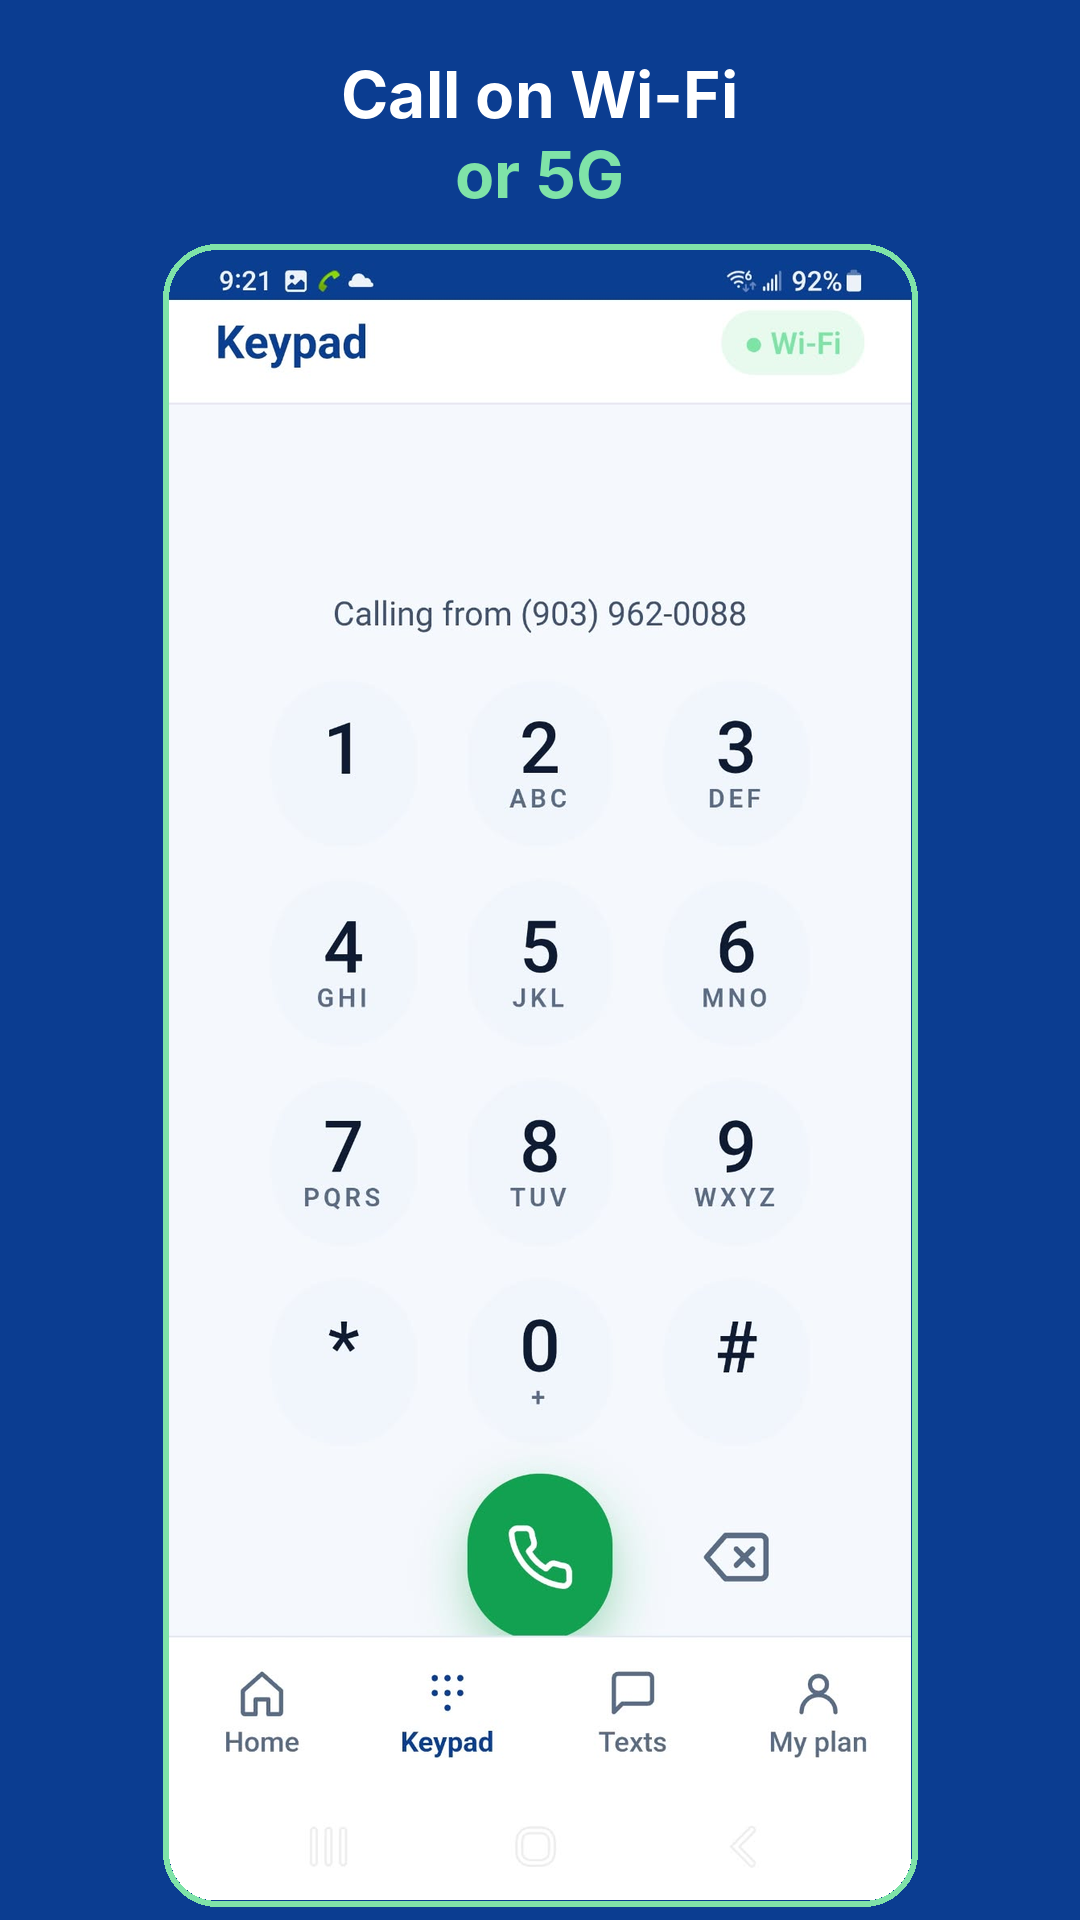 Call on Wi-Fi
or 5G
9:21 6 92%
Keypad
Wi-Fi
Calling from (903) 962-0088
1 2 3
ABC DEF
4 5 6
GHI JKL MNO
7 8 9
PQRS TUV WXYZ
* 0 #
+
Home Keypad Texts My plan